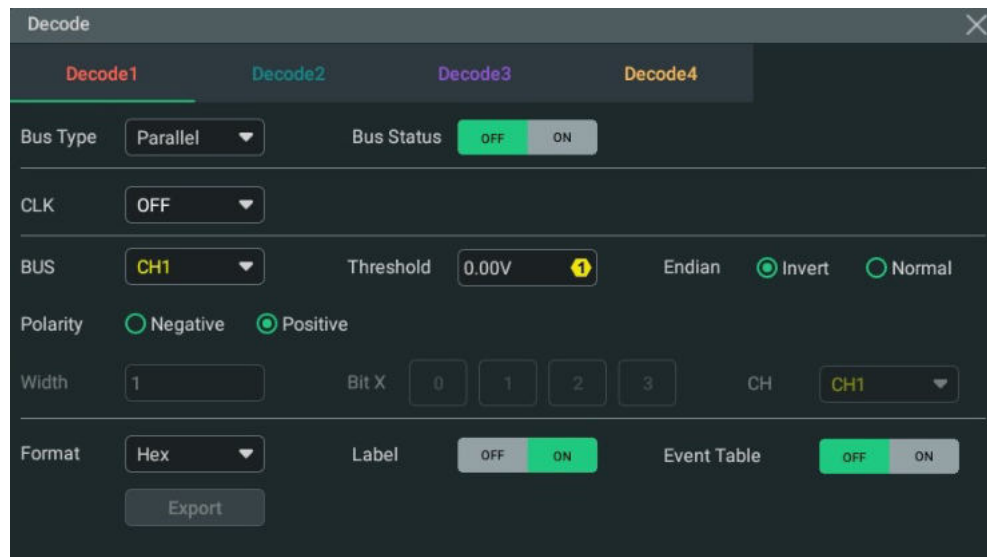 Decode
Decode1 Decode2 Decode3 Decode4
Bus Type Parallel Bus Status OFF ON
CLK OFF
BUS CH1 Threshold 0.00V 1 Endian Invert Normal
Polarity Negative Positive
Width 1 Bit X 0 1 2 3 CH CH1
Format Hex Label OFF ON Event Table OFF ON
Export